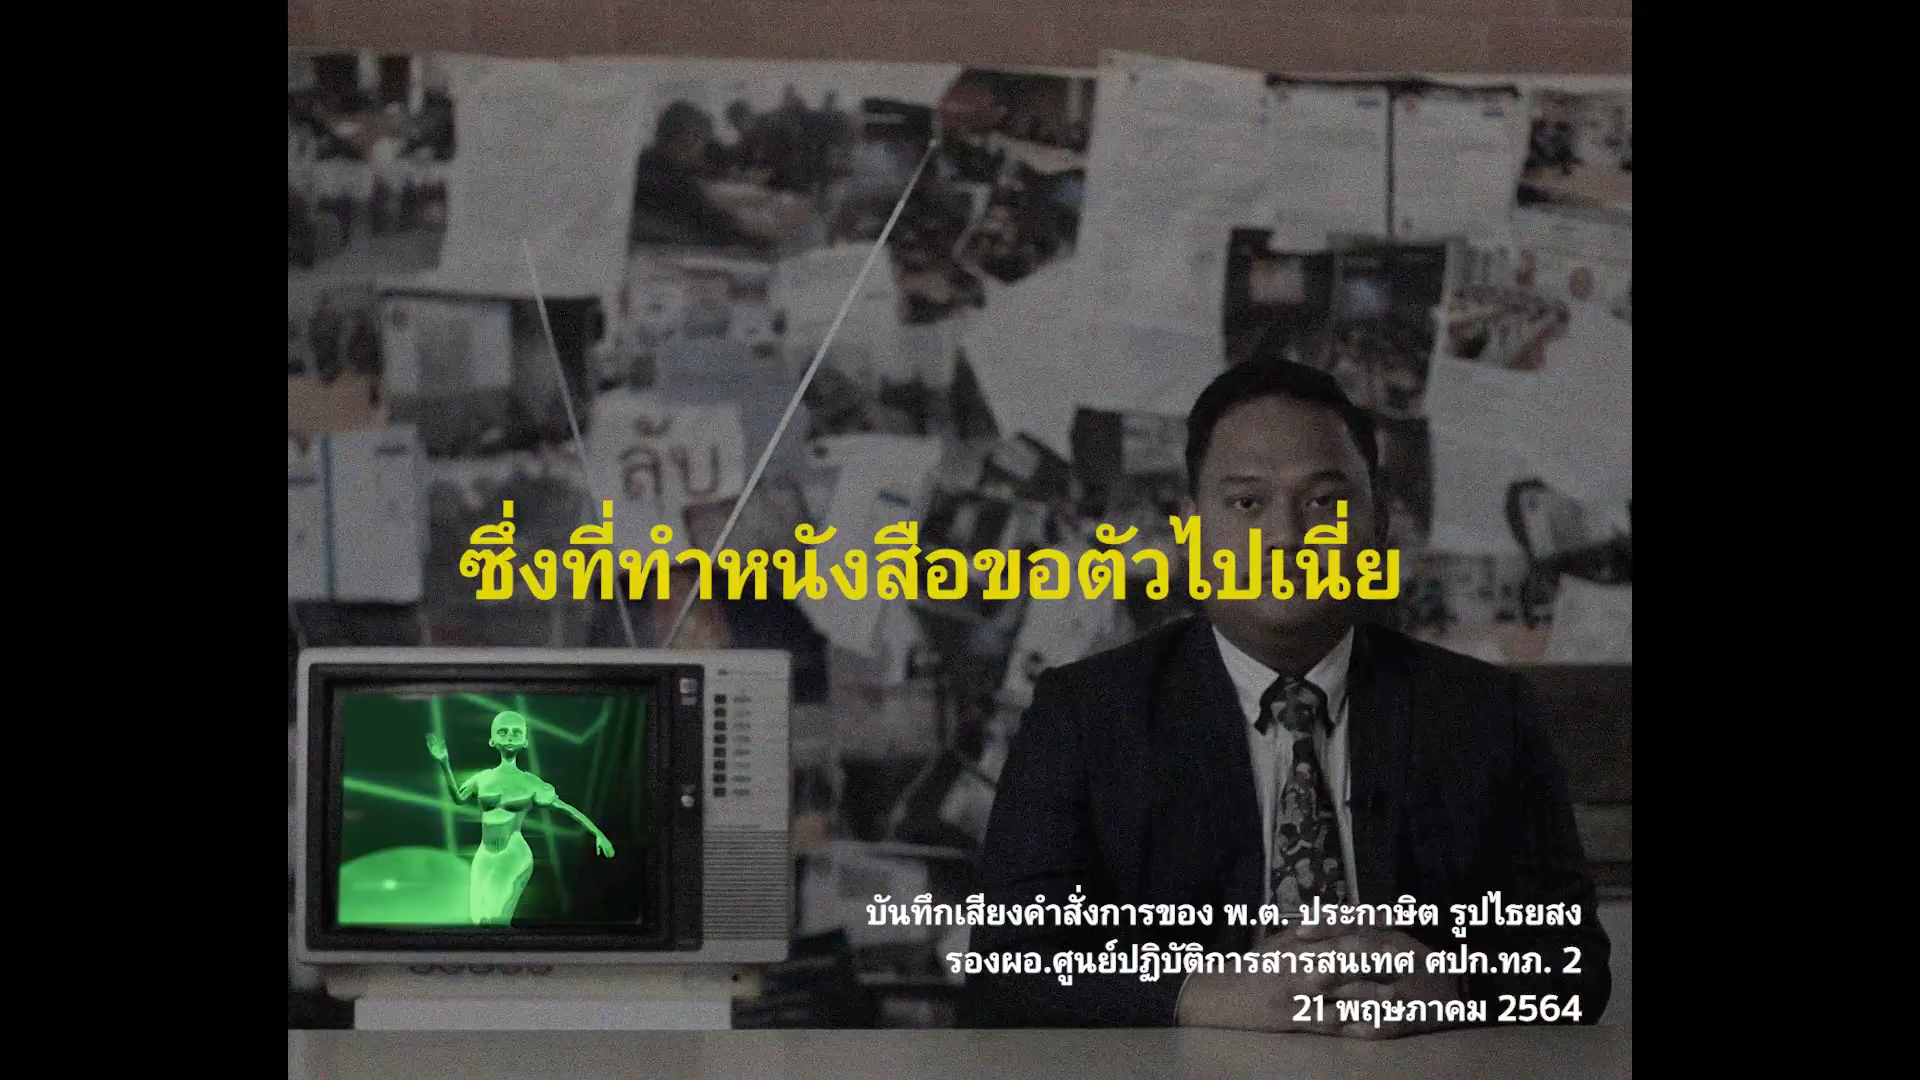 ลับ
ซึ่งที่ทำหนังสือขอตัวไปเนี่ย
บันทึกเสียงคำสั่งการของ พ.ต. ประกาษิต รูปไธยสง
รองผอ.ศูนย์ปฏิบัติการสารสนเทศ ศปก.ทภ. 2
21 พฤษภาคม 2564